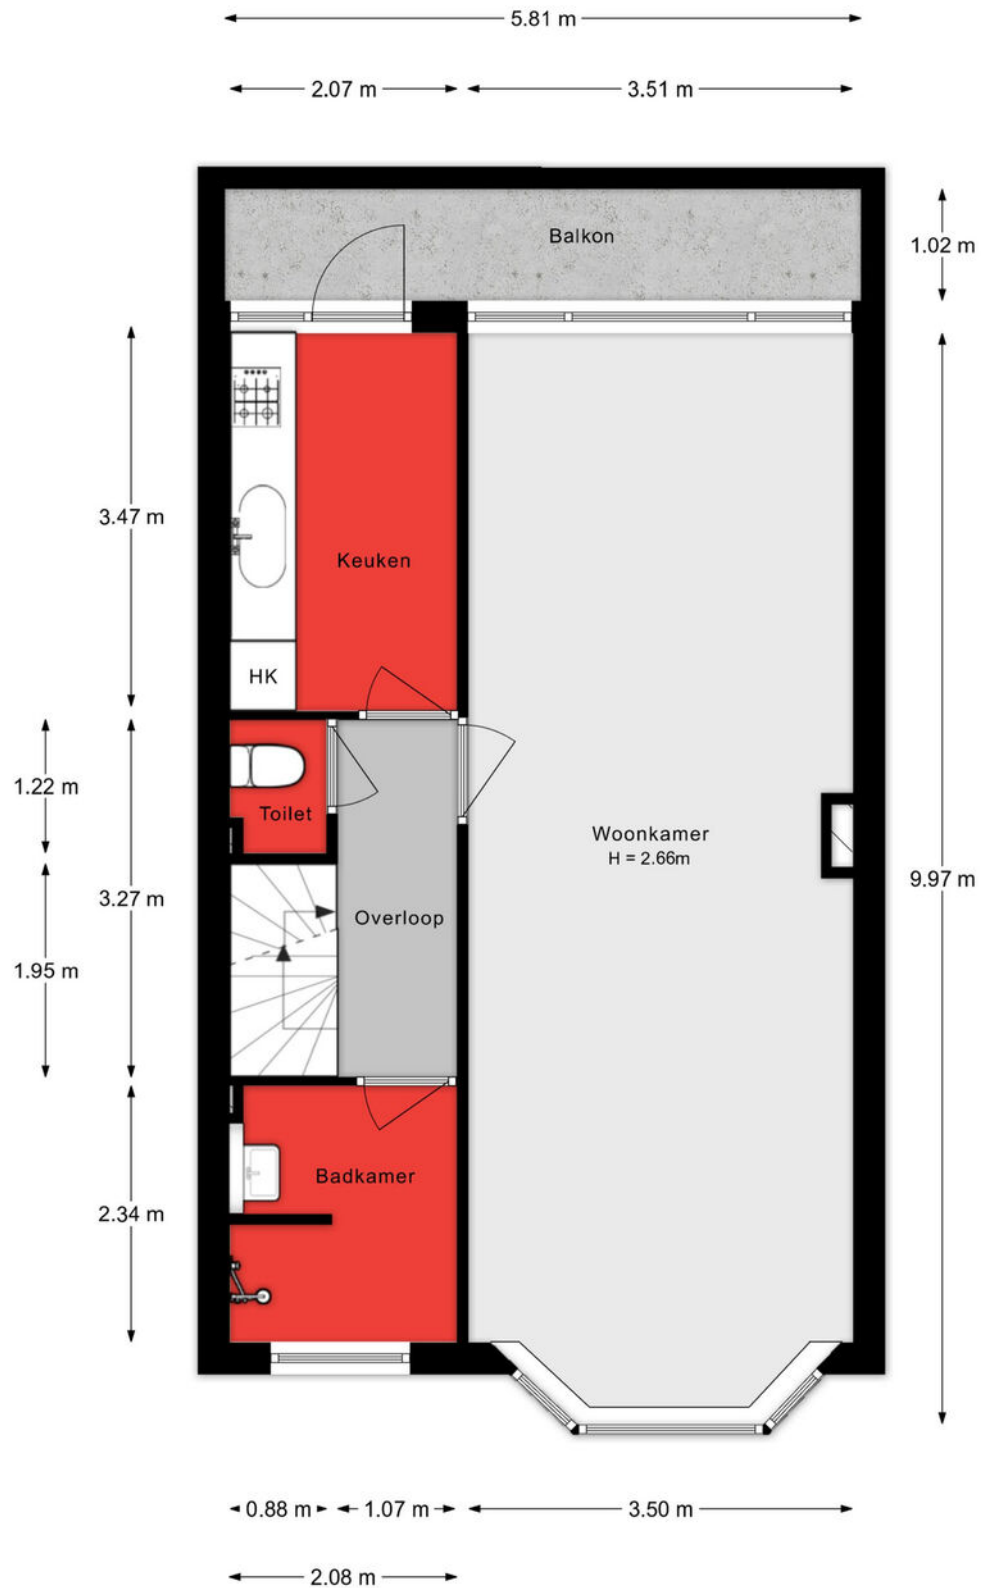 5.81 m
2.07 m
3.51 m
Balkon
1.02 m
3.47 m
Keuken
HK
1.22 m
Toilet
Woonkamer
H = 2.66m
9.97 m
3.27 m
Overloop
1.95 m
Badkamer
2.34 m
0.88 m
1.07 m
3.50 m
2.08 m